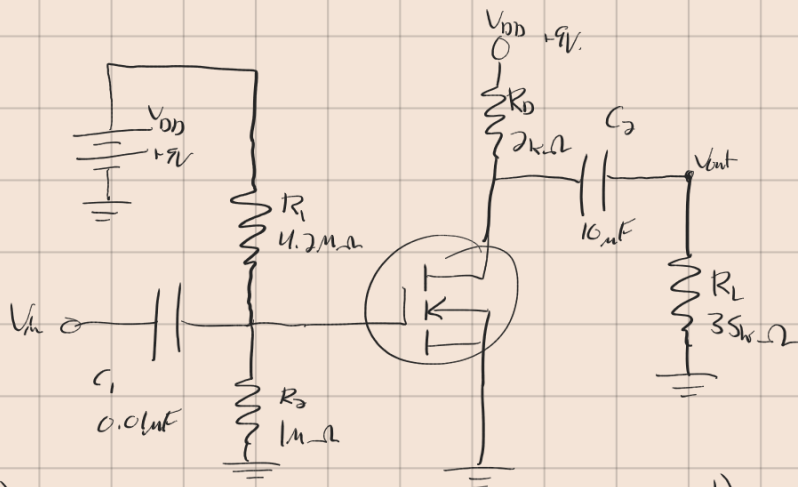 VDD +9V.
RD
2kΩ
C2
10µF
Vout
RL
35kΩ
VDD
+9V
R1
4.2MΩ
Vin
C1
0.01µF
R2
1MΩ